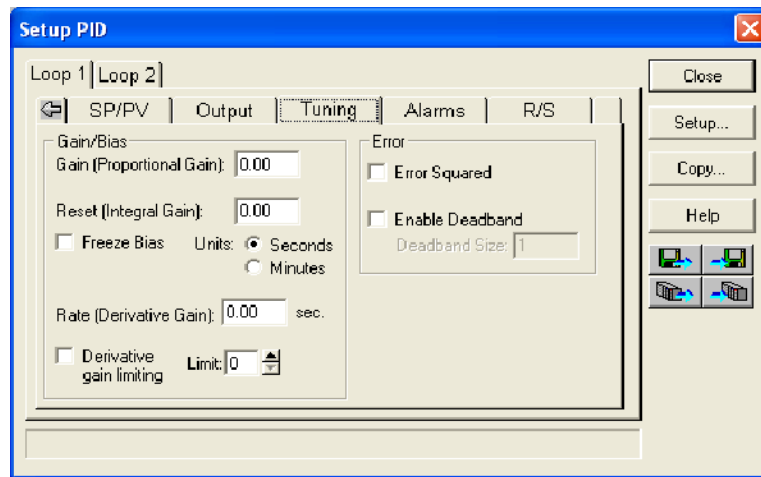 Setup PID
Loop 1 Loop 2
SP/PV Output Tuning Alarms R/S
Gain/Bias
Gain (Proportional Gain): 0.00
Reset (Integral Gain): 0.00
Freeze Bias Units: Seconds
Minutes
Rate (Derivative Gain): 0.00 sec.
Derivative
gain limiting Limit: 0
Error
Error Squared
Enable Deadband
Deadband Size: 1
Close
Setup...
Copy...
Help